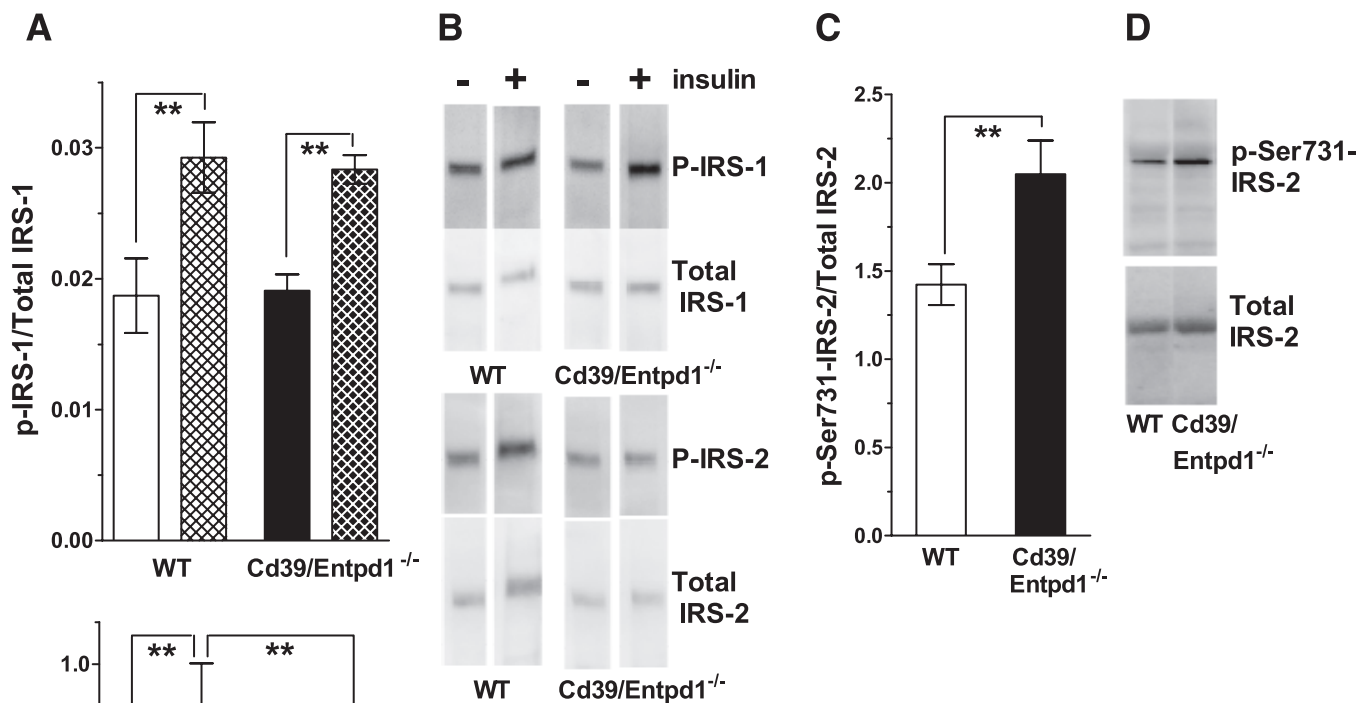 A
p-IRS-1/Total IRS-1
0.03
0.02
0.01
0.00
**
**
WT
Cd39/Entpd1-/-
1.0
**
**
B
- + - + insulin
P-IRS-1
Total
IRS-1
WT
Cd39/Entpd1-/-
P-IRS-2
Total
IRS-2
WT
Cd39/Entpd1-/-
C
p-Ser731-IRS-2/Total IRS-2
2.5
2.0
1.5
1.0
0.5
0.0
**
WT
Cd39/
Entpd1-/-
D
p-Ser731-
IRS-2
Total
IRS-2
WT Cd39/
Entpd1-/-